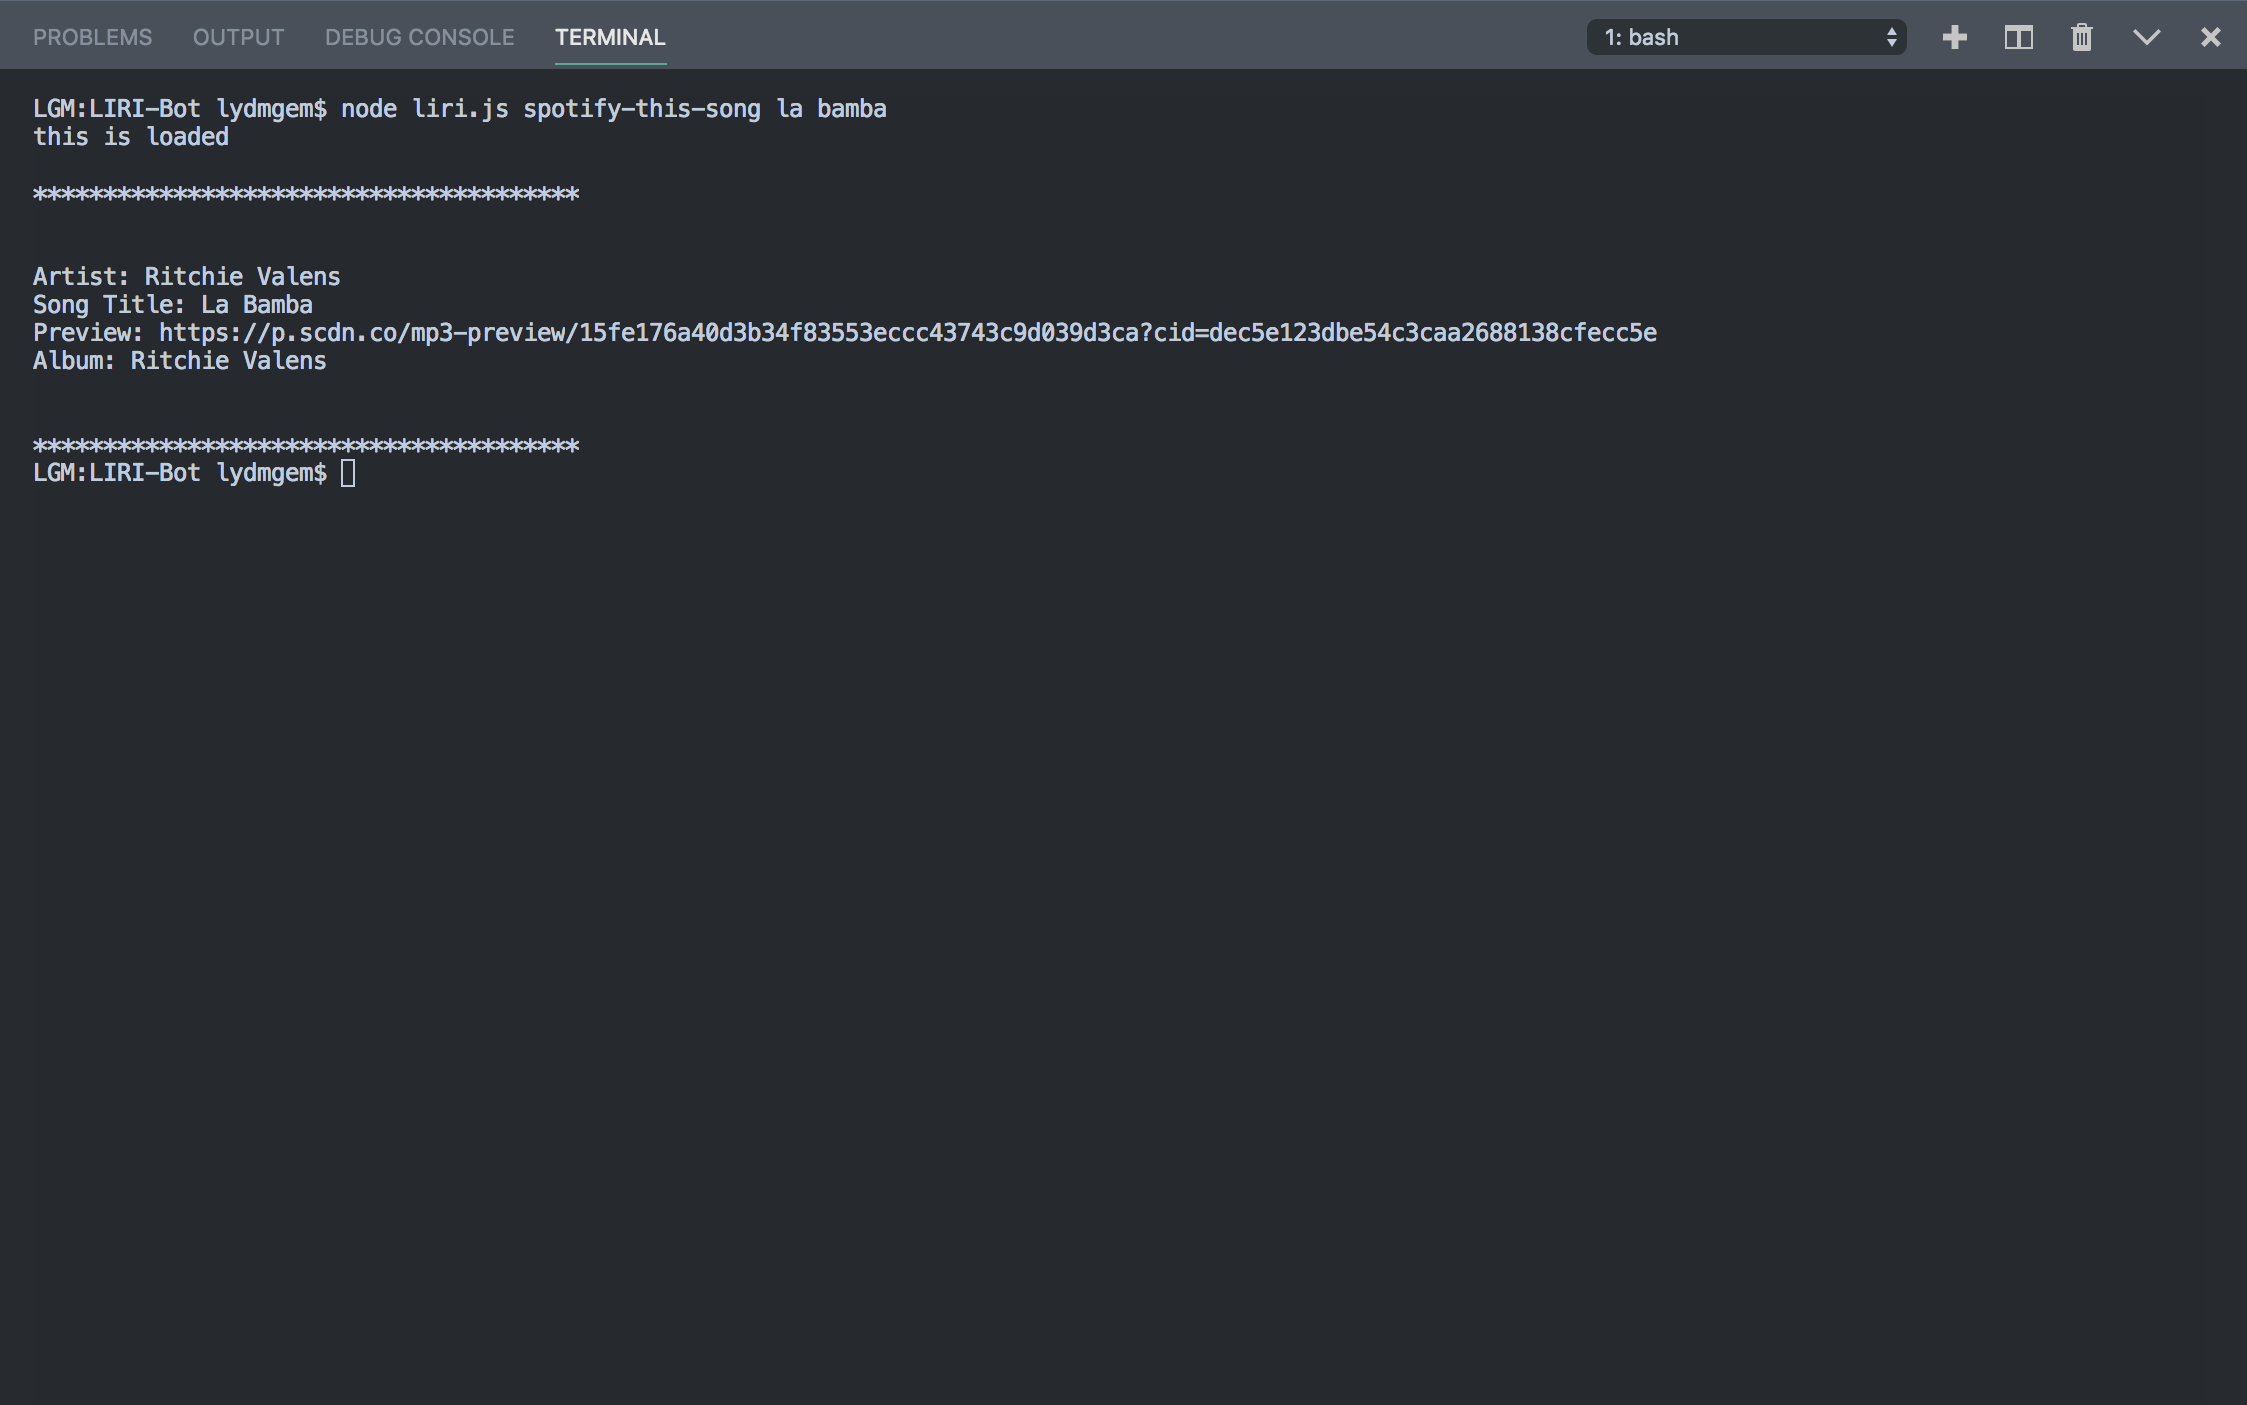 PROBLEMS OUTPUT DEBUG CONSOLE TERMINAL 1: bash
LGM:LIRI-Bot lydmgem$ node liri.js spotify-this-song la bamba
this is loaded
***************************************
Artist: Ritchie Valens
Song Title: La Bamba
Preview: https://p.scdn.co/mp3-preview/15fe176a40d3b34f83553eccc43743c9d039d3ca?cid=dec5e123dbe54c3caa2688138cfecc5e
Album: Ritchie Valens
***************************************
LGM:LIRI-Bot lydmgem$